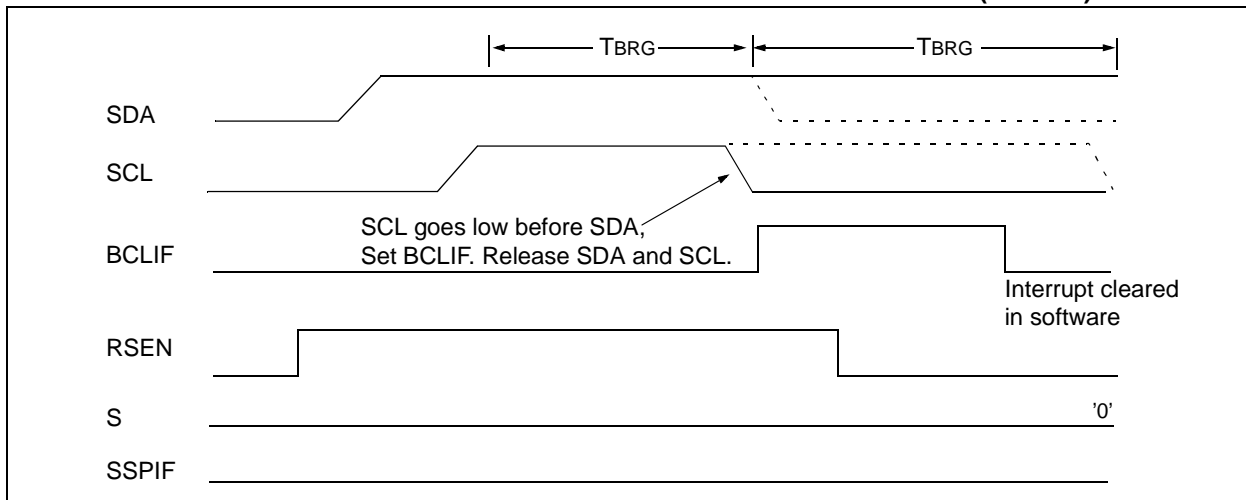 TBRG TBRG
SDA
SCL
SCL goes low before SDA,
Set BCLIF. Release SDA and SCL.
BCLIF
Interrupt cleared
in software
RSEN
S '0'
SSPIF